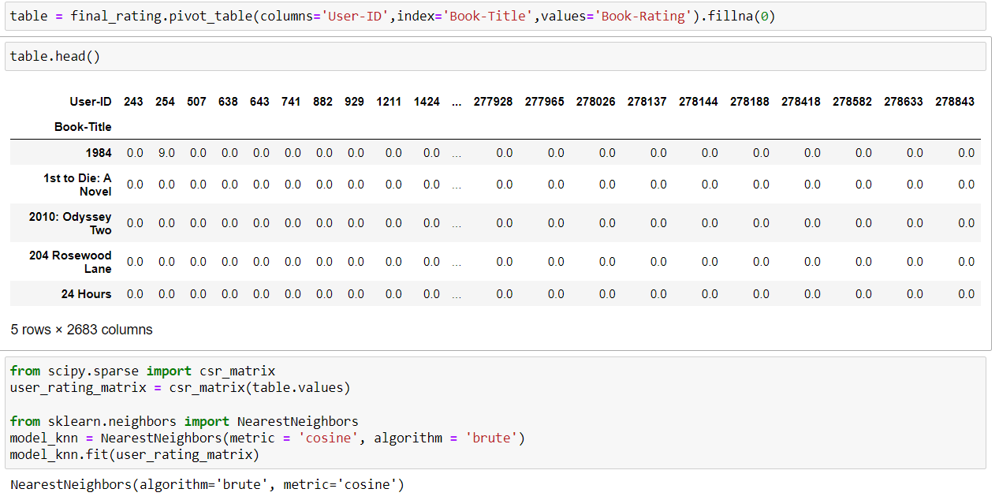 table = final_rating.pivot_table(columns='User-ID',index='Book-Title',values='Book-Rating').fillna(0)
table.head()
User-ID 243 254 507 638 643 741 882 929 1211 1424 ... 277928 277965 278026 278137 278144 278188 278418 278582 278633 278843
Book-Title
1984 0.0 9.0 0.0 0.0 0.0 0.0 0.0 0.0 0.0 0.0 ... 0.0 0.0 0.0 0.0 0.0 0.0 0.0 0.0 0.0 0.0
1st to Die: A
Novel 0.0 0.0 0.0 0.0 0.0 0.0 0.0 0.0 0.0 0.0 ... 0.0 0.0 0.0 0.0 0.0 0.0 0.0 0.0 0.0 0.0
2010: Odyssey
Two 0.0 0.0 0.0 0.0 0.0 0.0 0.0 0.0 0.0 0.0 ... 0.0 0.0 0.0 0.0 0.0 0.0 0.0 0.0 0.0 0.0
204 Rosewood
Lane 0.0 0.0 0.0 0.0 0.0 0.0 0.0 0.0 0.0 0.0 ... 0.0 0.0 0.0 0.0 0.0 0.0 0.0 0.0 0.0 0.0
24 Hours 0.0 0.0 0.0 0.0 0.0 0.0 0.0 0.0 0.0 0.0 ... 0.0 0.0 0.0 0.0 0.0 0.0 0.0 0.0 0.0 0.0
5 rows × 2683 columns
from scipy.sparse import csr_matrix
user_rating_matrix = csr_matrix(table.values)
from sklearn.neighbors import NearestNeighbors
model_knn = NearestNeighbors(metric = 'cosine', algorithm = 'brute')
model_knn.fit(user_rating_matrix)
NearestNeighbors(algorithm='brute', metric='cosine')